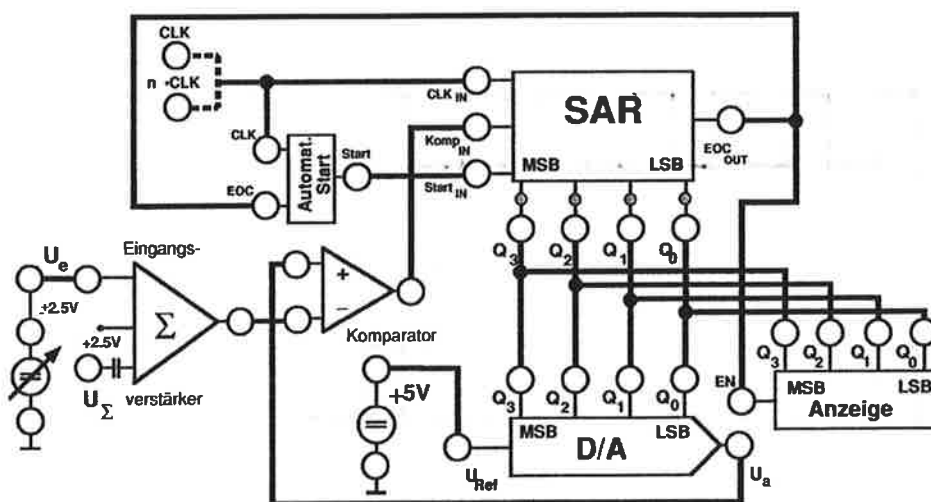 CLK
n ·CLK
CLK IN
SAR
Komp IN
EOC OUT
CLK
Automat. Start
Start
Start IN
MSB LSB
EOC
Q3 Q2 Q1 Q0
Eingangs-
Ue
+2.5V
Σ
+
−
Komparator
+2.5V
UΣ verstärker
+5V
Q3 Q2 Q1 Q0
EN
MSB LSB
Anzeige
Q3 Q2 Q1 Q0
MSB LSB
D/A
URef
Ua